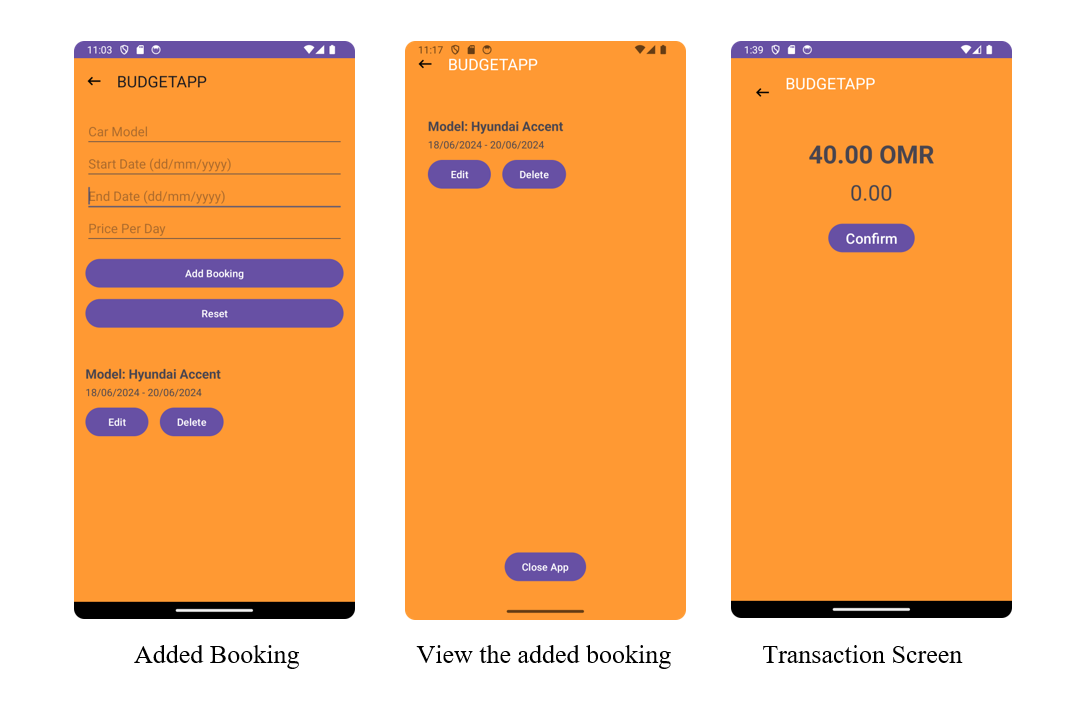 11:03
BUDGETAPP
Car Model
Start Date (dd/mm/yyyy)
End Date (dd/mm/yyyy)
Price Per Day
Add Booking
Reset
Model: Hyundai Accent
18/06/2024 - 20/06/2024
Edit Delete
Added Booking
11:17
BUDGETAPP
Model: Hyundai Accent
18/06/2024 - 20/06/2024
Edit Delete
Close App
View the added booking
1:39
BUDGETAPP
40.00 OMR
0.00
Confirm
Transaction Screen